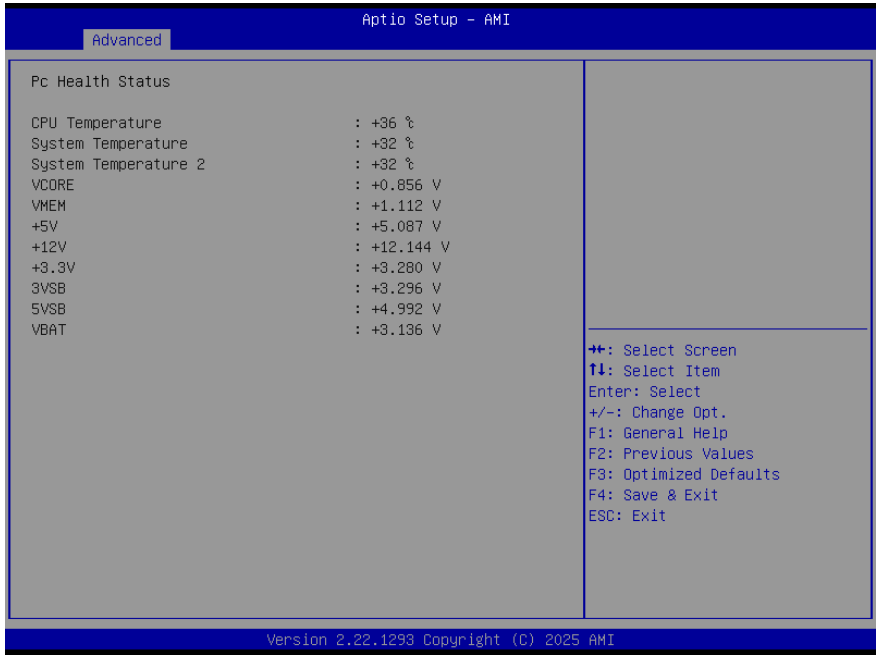 Aptio Setup – AMI
Advanced
Pc Health Status
CPU Temperature : +36 ℃
System Temperature : +32 ℃
System Temperature 2 : +32 ℃
VCORE : +0.856 V
VMEM : +1.112 V
+5V : +5.087 V
+12V : +12.144 V
+3.3V : +3.280 V
3VSB : +3.296 V
5VSB : +4.992 V
VBAT : +3.136 V
→←: Select Screen
↑↓: Select Item
Enter: Select
+/-: Change Opt.
F1: General Help
F2: Previous Values
F3: Optimized Defaults
F4: Save & Exit
ESC: Exit
Version 2.22.1293 Copyright (C) 2025 AMI